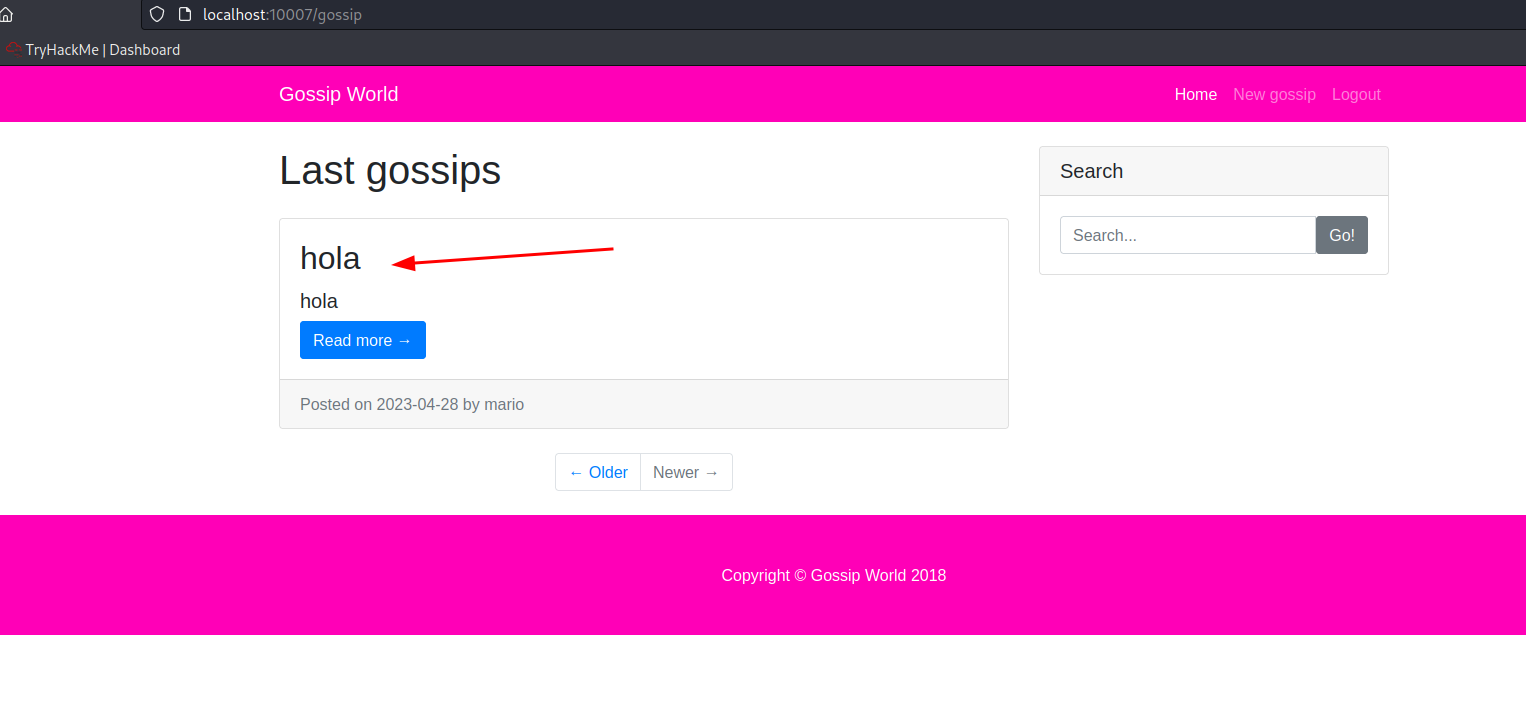 localhost:10007/gossip
TryHackMe | Dashboard
Gossip World
Home New gossip Logout
Last gossips
Search
Search...
Go!
hola
hola
Read more →
Posted on 2023-04-28 by mario
← Older
Newer →
Copyright © Gossip World 2018